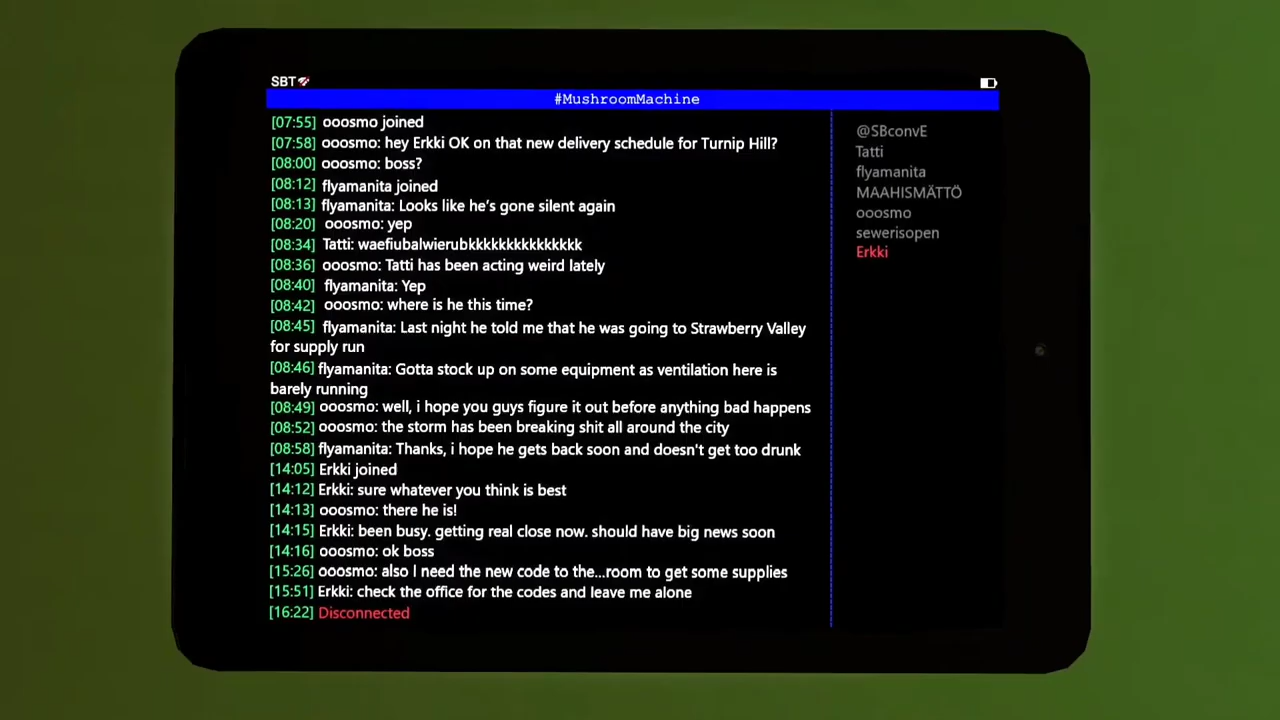 SBT
#MushroomMachine
[07:55] ooosmo joined
[07:58] ooosmo: hey Erkki OK on that new delivery schedule for Turnip Hill?
[08:00] ooosmo: boss?
[08:12] flyamanita joined
[08:13] flyamanita: Looks like he's gone silent again
[08:20] ooosmo: yep
[08:34] Tatti: waefiubalwierubkkkkkkkkkkkkkkk
[08:36] ooosmo: Tatti has been acting weird lately
[08:40] flyamanita: Yep
[08:42] ooosmo: where is he this time?
[08:45] flyamanita: Last night he told me that he was going to Strawberry Valley
for supply run
[08:46] flyamanita: Gotta stock up on some equipment as ventilation here is
barely running
[08:49] ooosmo: well, i hope you guys figure it out before anything bad happens
[08:52] ooosmo: the storm has been breaking shit all around the city
[08:58] flyamanita: Thanks, i hope he gets back soon and doesn't get too drunk
[14:05] Erkki joined
[14:12] Erkki: sure whatever you think is best
[14:13] ooosmo: there he is!
[14:15] Erkki: been busy. getting real close now. should have big news soon
[14:16] ooosmo: ok boss
[15:26] ooosmo: also I need the new code to the...room to get some supplies
[15:51] Erkki: check the office for the codes and leave me alone
[16:22] Disconnected
@SBconvE
Tatti
flyamanita
MAAHISMÄTTÖ
ooosmo
sewerisopen
Erkki